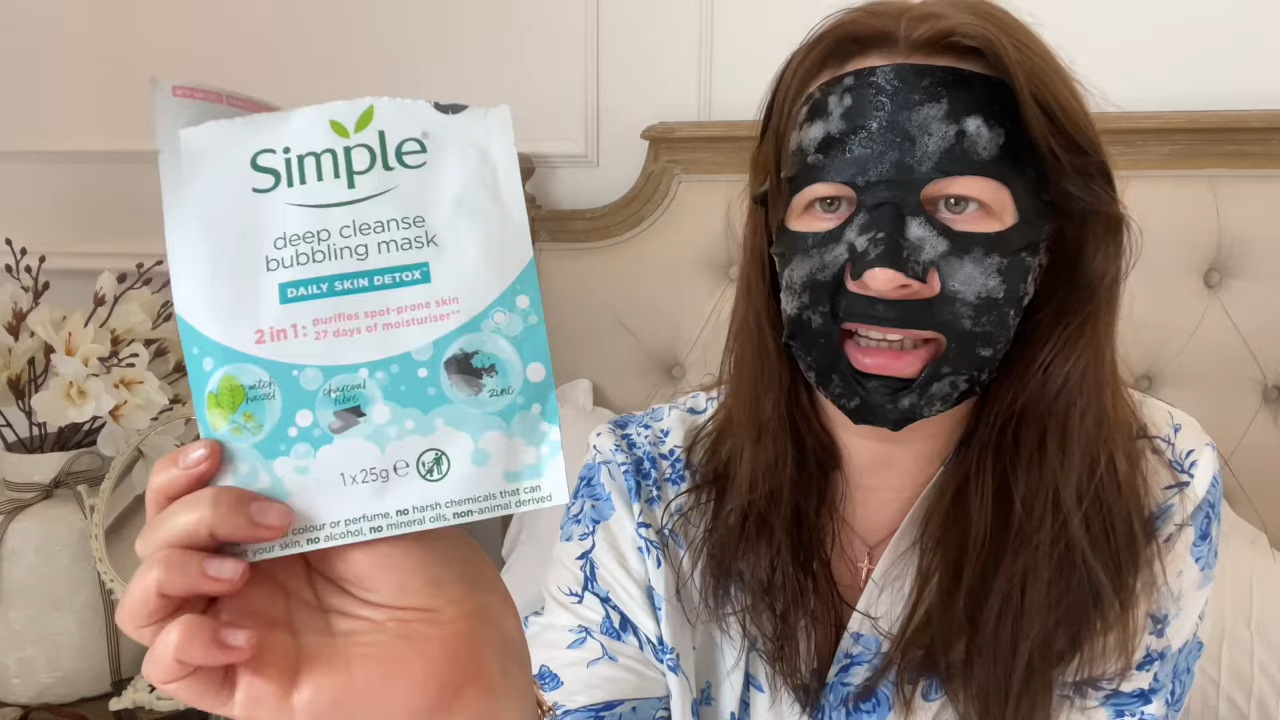 Simple®
deep cleanse
bubbling mask
DAILY SKIN DETOX™
2 in 1: purifies spot-prone skin
27 days of moisturiser**
witch
hazel
charcoal
fibre
zinc
1 x 25g e
colour or perfume, no harsh chemicals that can
your skin, no alcohol, no mineral oils, non-animal derived